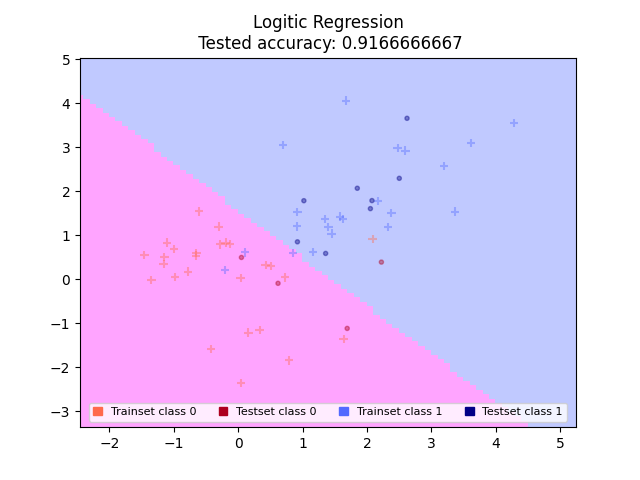 Logitic Regression
Tested accuracy: 0.9166666667
5
4
3
2
1
0
−1
−2
−3
Trainset class 0 Testset class 0 Trainset class 1 Testset class 1
−2 −1 0 1 2 3 4 5